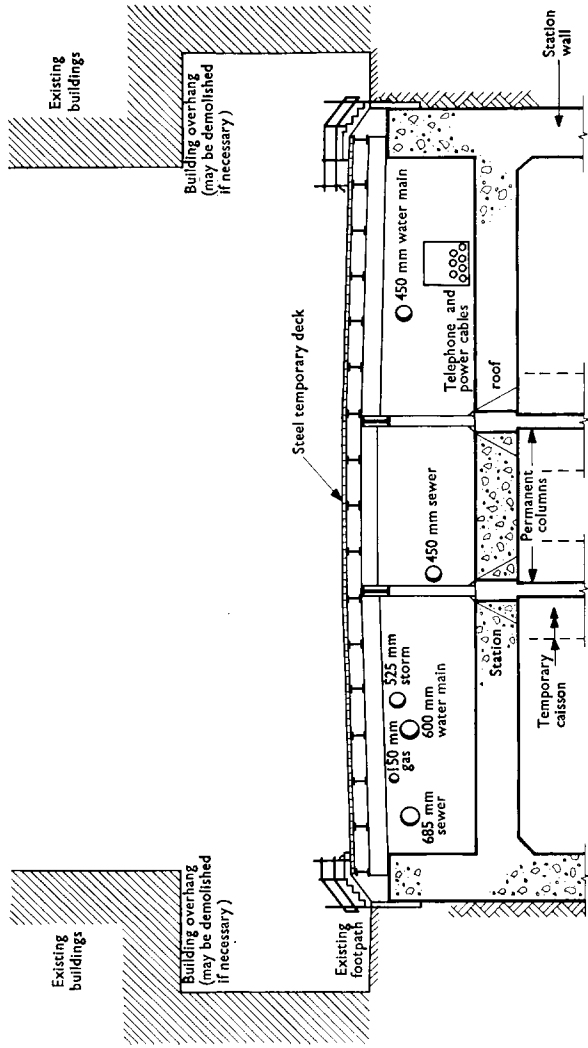 Existing
buildings
Building overhang
(may be demolished
if necessary)
Existing
footpath
Steel temporary deck
Existing
buildings
Building overhang
(may be demolished
if necessary)
685 mm
sewer
150 mm
gas
600 mm
water main
525 mm
storm
450 mm sewer
450 mm water main
Telephone and
power cables
Station
roof
Temporary
caisson
Permanent
columns
Station
wall